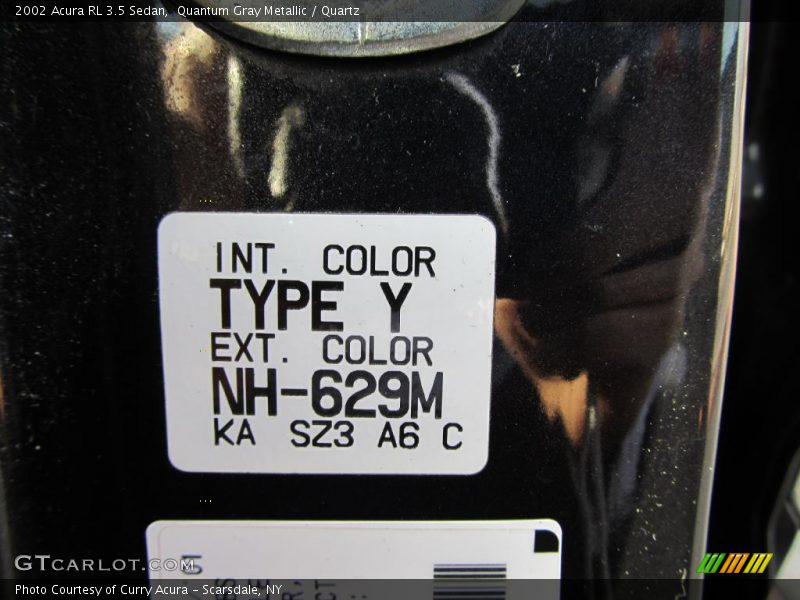 2002 Acura RL 3.5 Sedan, Quantum Gray Metallic / Quartz
INT. COLOR
TYPE Y
EXT. COLOR
NH-629M
KA SZ3 A6 C
GTCARLOT.COM
Photo Courtesy of Curry Acura - Scarsdale, NY